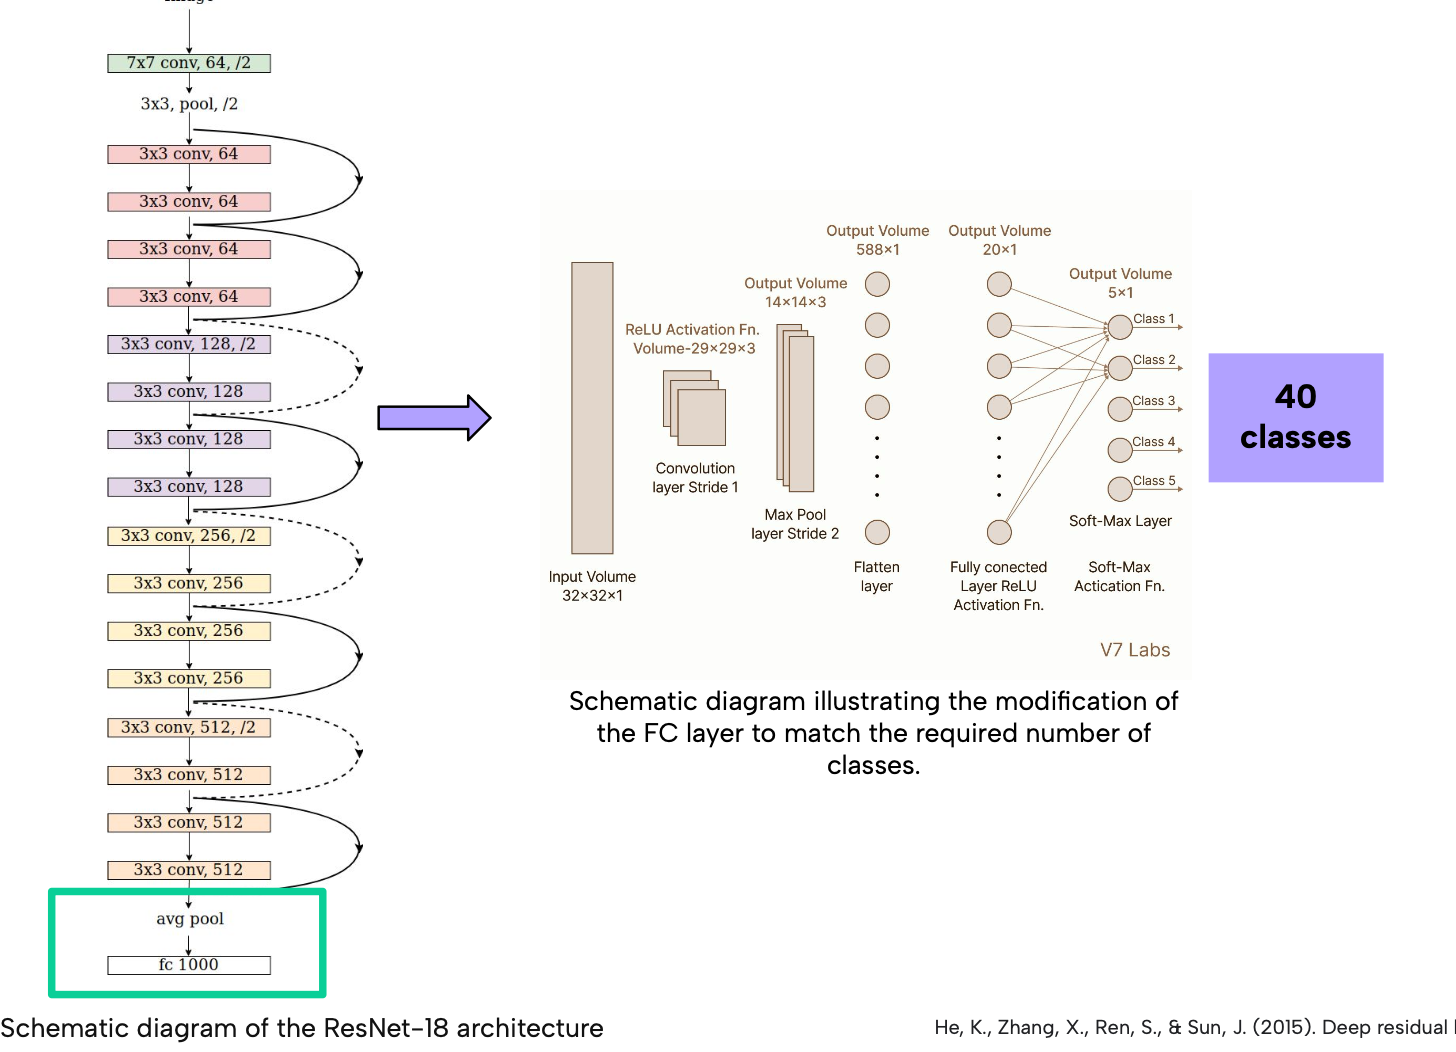 7x7 conv, 64, /2
3x3, pool, /2
3x3 conv, 64
3x3 conv, 64
3x3 conv, 64
3x3 conv, 64
3x3 conv, 128, /2
3x3 conv, 128
3x3 conv, 128
3x3 conv, 128
3x3 conv, 256, /2
3x3 conv, 256
3x3 conv, 256
3x3 conv, 256
3x3 conv, 512, /2
3x3 conv, 512
3x3 conv, 512
3x3 conv, 512
avg pool
fc 1000
Schematic diagram of the ResNet-18 architecture
Input Volume
32×32×1
ReLU Activation Fn.
Volume-29×29×3
Convolution
layer Stride 1
Output Volume
14×14×3
Max Pool
layer Stride 2
Output Volume
588×1
Flatten
layer
Output Volume
20×1
Fully conected
Layer ReLU
Activation Fn.
Output Volume
5×1
Class 1
Class 2
Class 3
Class 4
Class 5
Soft-Max Layer
Soft-Max
Actication Fn.
V7 Labs
Schematic diagram illustrating the modification of
the FC layer to match the required number of
classes.
40
classes
He, K., Zhang, X., Ren, S., & Sun, J. (2015). Deep residual